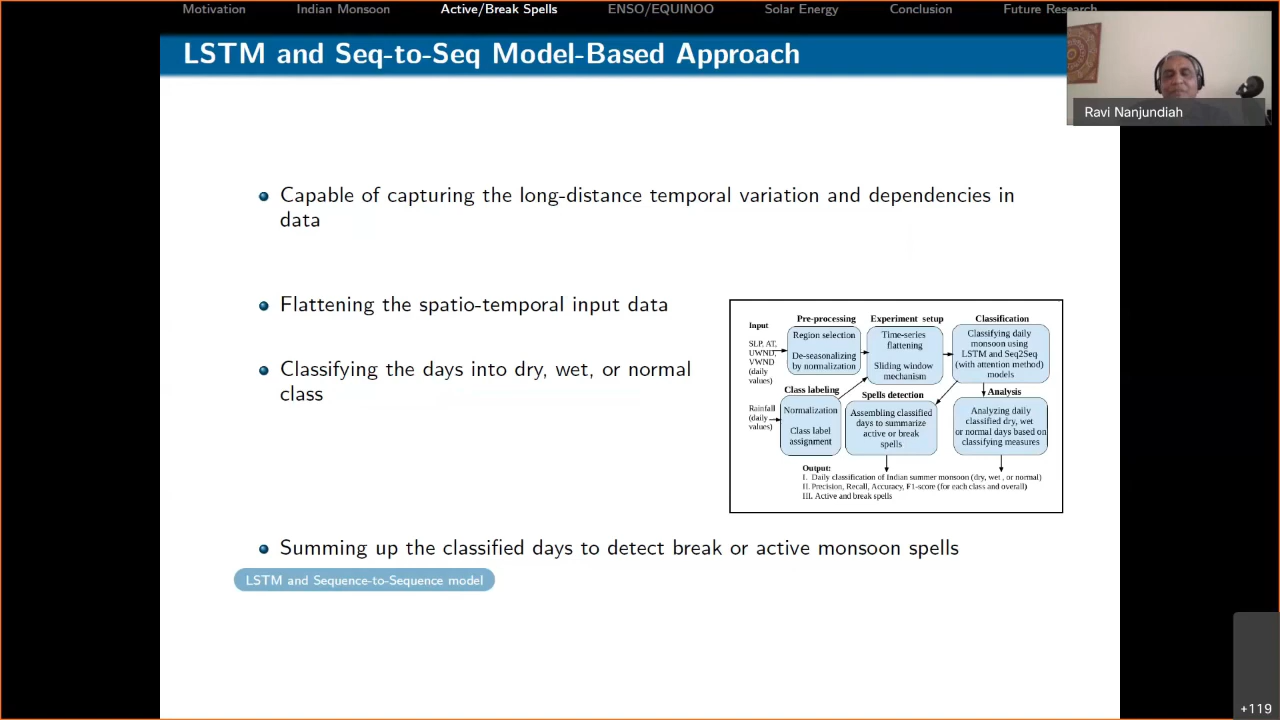 Motivation Indian Monsoon Active/Break Spells ENSO/EQUINOO Solar Energy Conclusion Future Research
LSTM and Seq-to-Seq Model-Based Approach
Ravi Nanjundiah
Capable of capturing the long-distance temporal variation and dependencies in
data
Flattening the spatio-temporal input data
Classifying the days into dry, wet, or normal
class
Input
SLP, AT,
UWND,
VWND
(daily
values)
Rainfall
(daily
values)
Pre-processing
Region selection
De-seasonalizing
by normalization
Class labeling
Normalization
Class label
assignment
Experiment setup
Time-series
flattening
Sliding window
mechanism
Spells detection
Assembling classified
days to summarize
active or break
spells
Classification
Classifying daily
monsoon using
LSTM and Seq2Seq
(with attention method)
models
Analysis
Analyzing daily
classified dry, wet
or normal days based on
classifying measures
Output:
I. Daily classification of Indian summer monsoon (dry, wet , or normal)
II. Precision, Recall, Accuracy, F1-score (for each class and overall)
III. Active and break spells
Summing up the classified days to detect break or active monsoon spells
LSTM and Sequence-to-Sequence model
+119